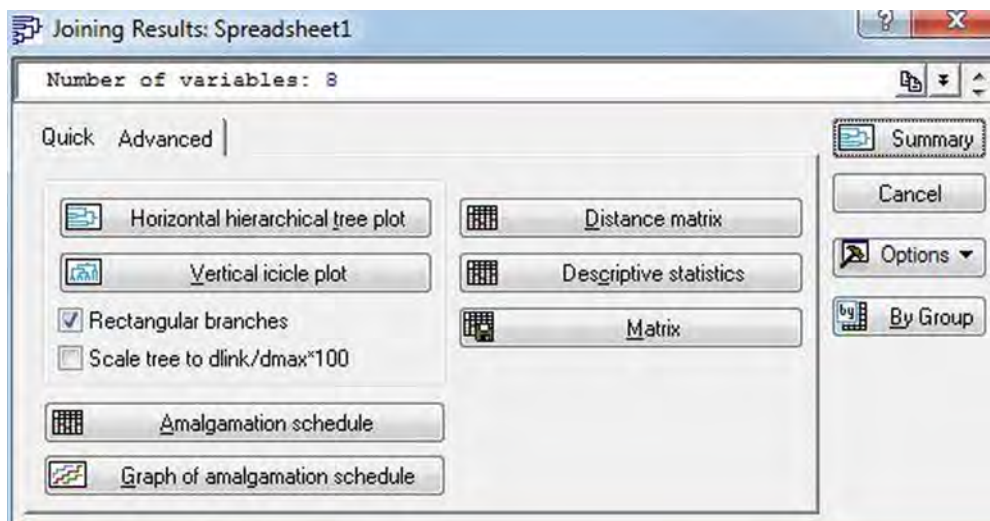 Joining Results: Spreadsheet1
? X
Number of variables: 8
Quick Advanced
Summary
Cancel
Options
by By Group
Horizontal hierarchical tree plot
Vertical icicle plot
Rectangular branches
Scale tree to dlink/dmax*100
Amalgamation schedule
Graph of amalgamation schedule
Distance matrix
Descriptive statistics
Matrix